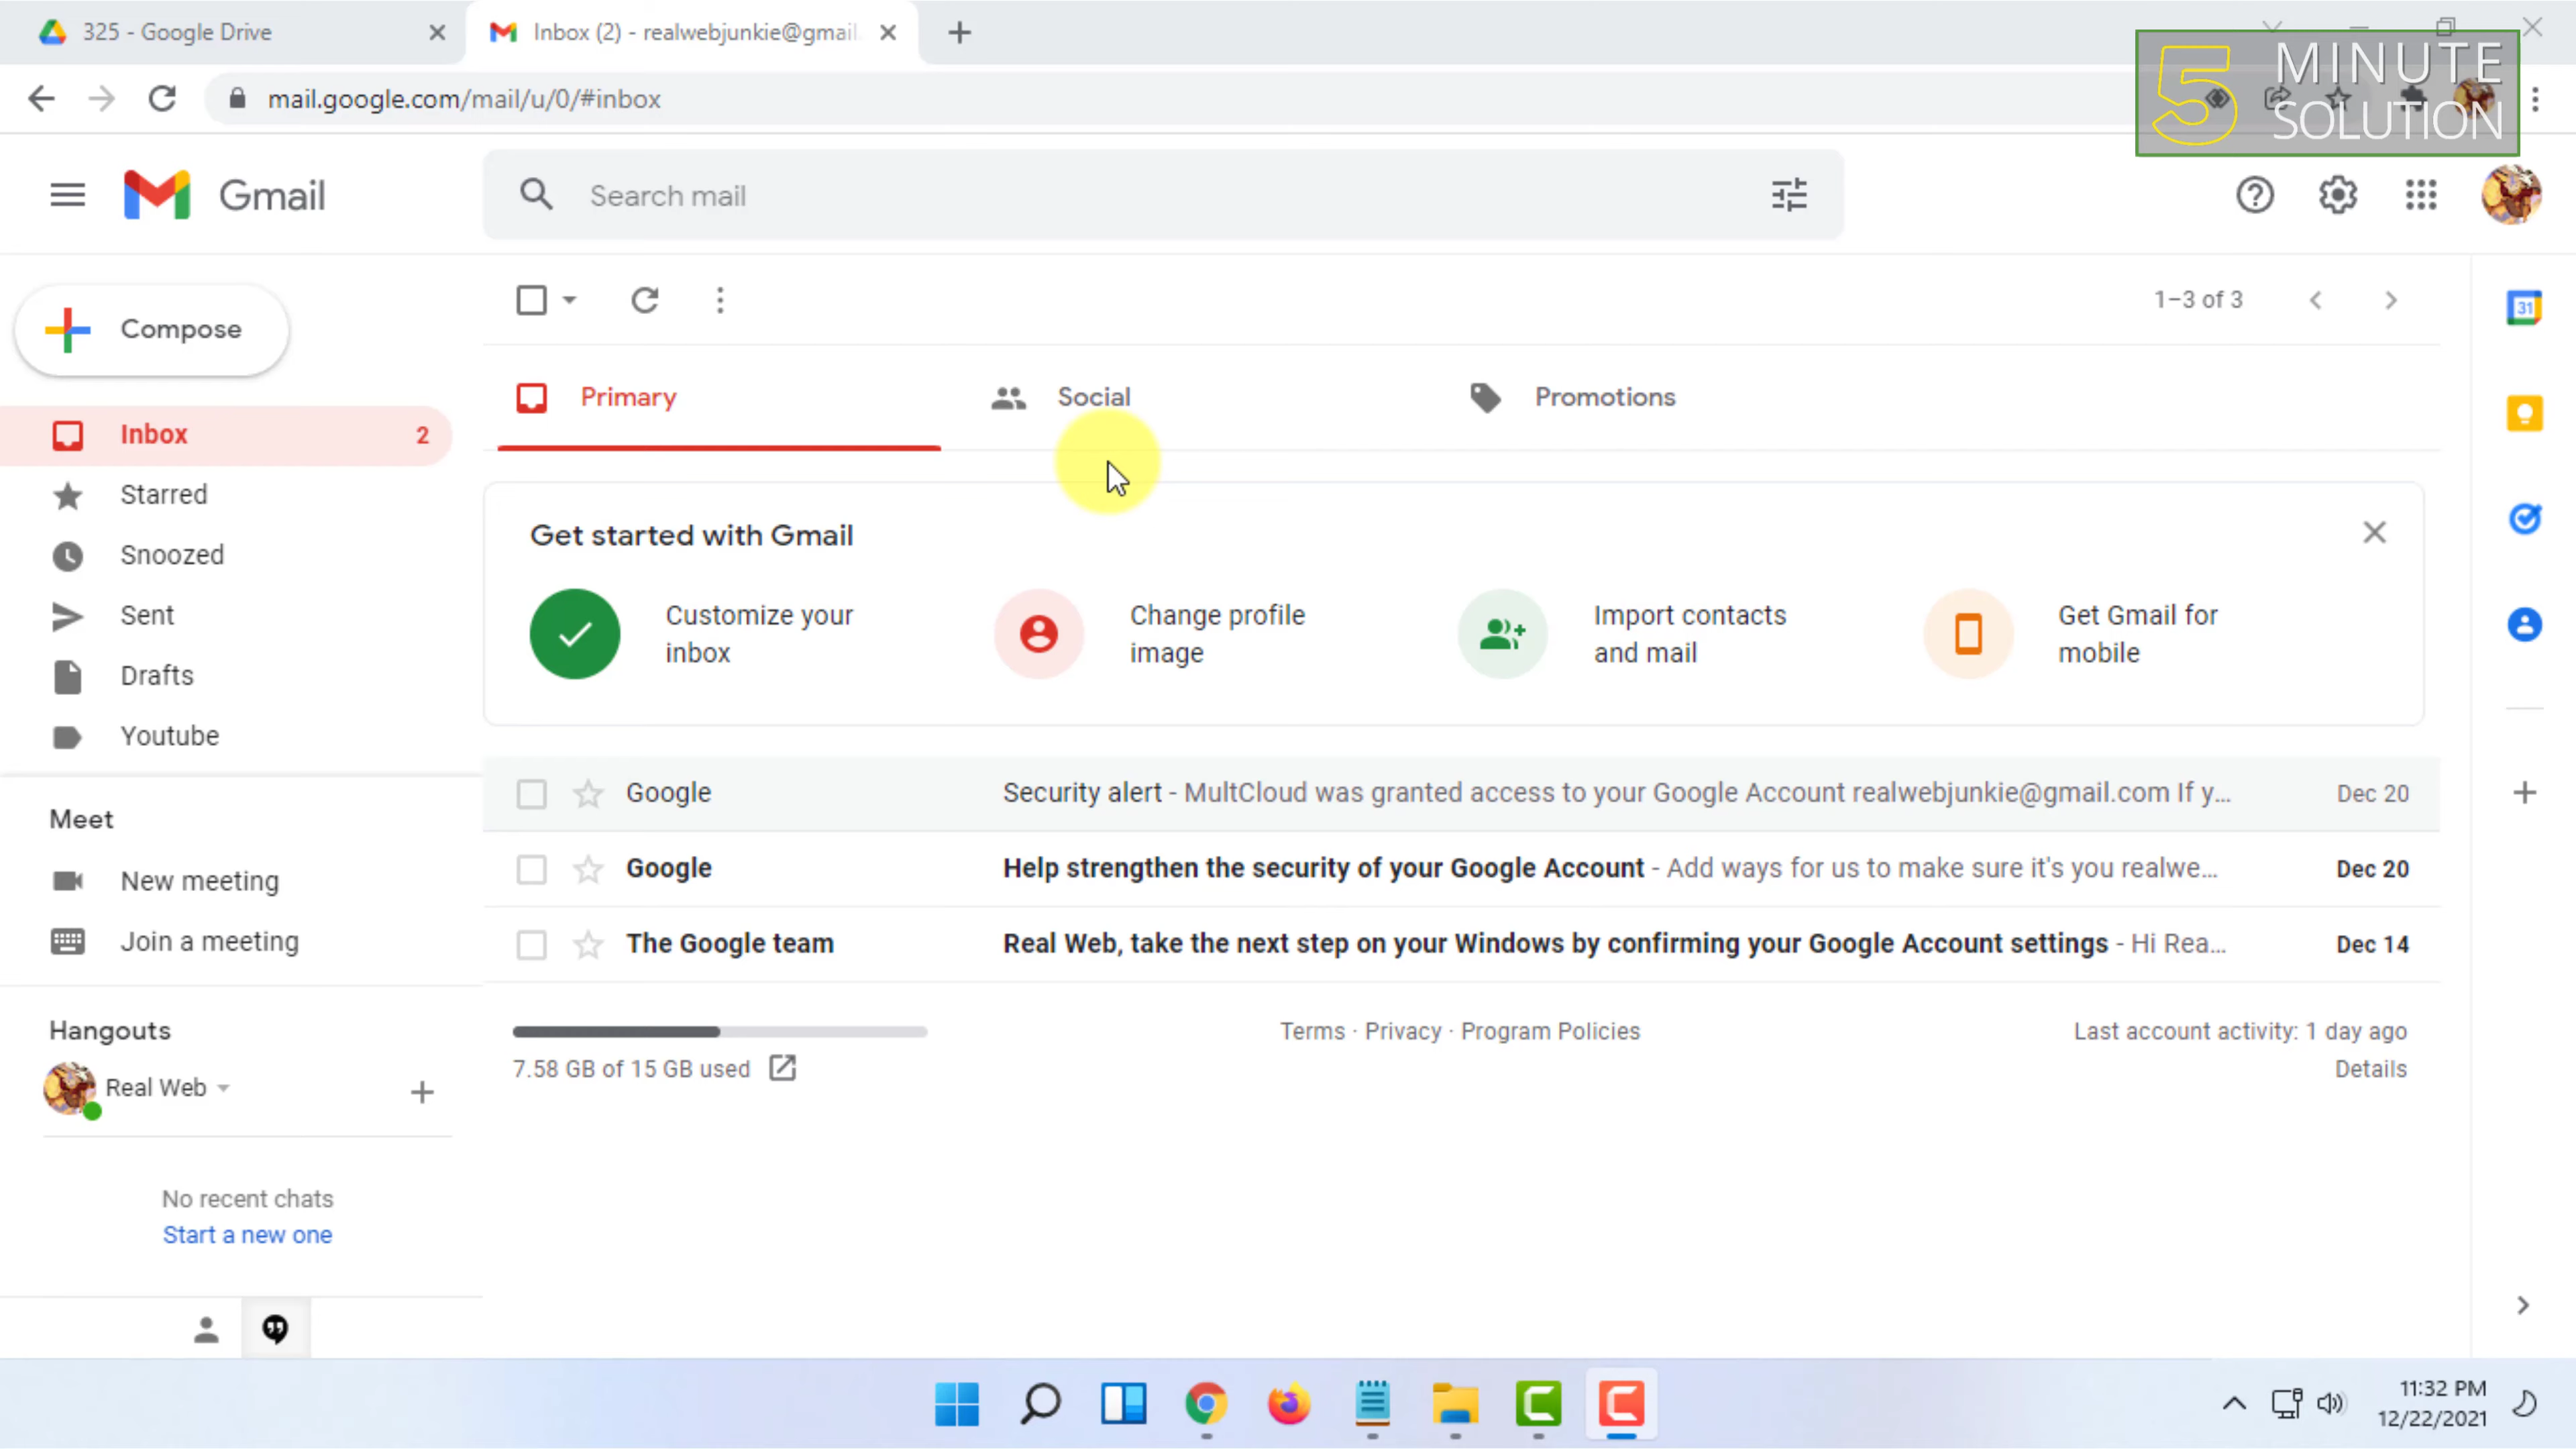 325 - Google Drive
Inbox (2) - realwebjunkie@gmail.
mail.google.com/mail/u/0/#inbox
5 MINUTE
SOLUTION
Gmail
Search mail
Compose
1–3 of 3
31
Primary
Social
Promotions
Inbox
2
Starred
Snoozed
Sent
Drafts
Youtube
Get started with Gmail
Customize your
inbox
Change profile
image
Import contacts
and mail
Get Gmail for
mobile
Google
Security alert - MultCloud was granted access to your Google Account realwebjunkie@gmail.com If y...
Dec 20
Google
Help strengthen the security of your Google Account - Add ways for us to make sure it's you realwe...
Dec 20
The Google team
Real Web, take the next step on your Windows by confirming your Google Account settings - Hi Rea...
Dec 14
Meet
New meeting
Join a meeting
Hangouts
Real Web
No recent chats
Start a new one
7.58 GB of 15 GB used
Terms · Privacy · Program Policies
Last account activity: 1 day ago
Details
11:32 PM
12/22/2021